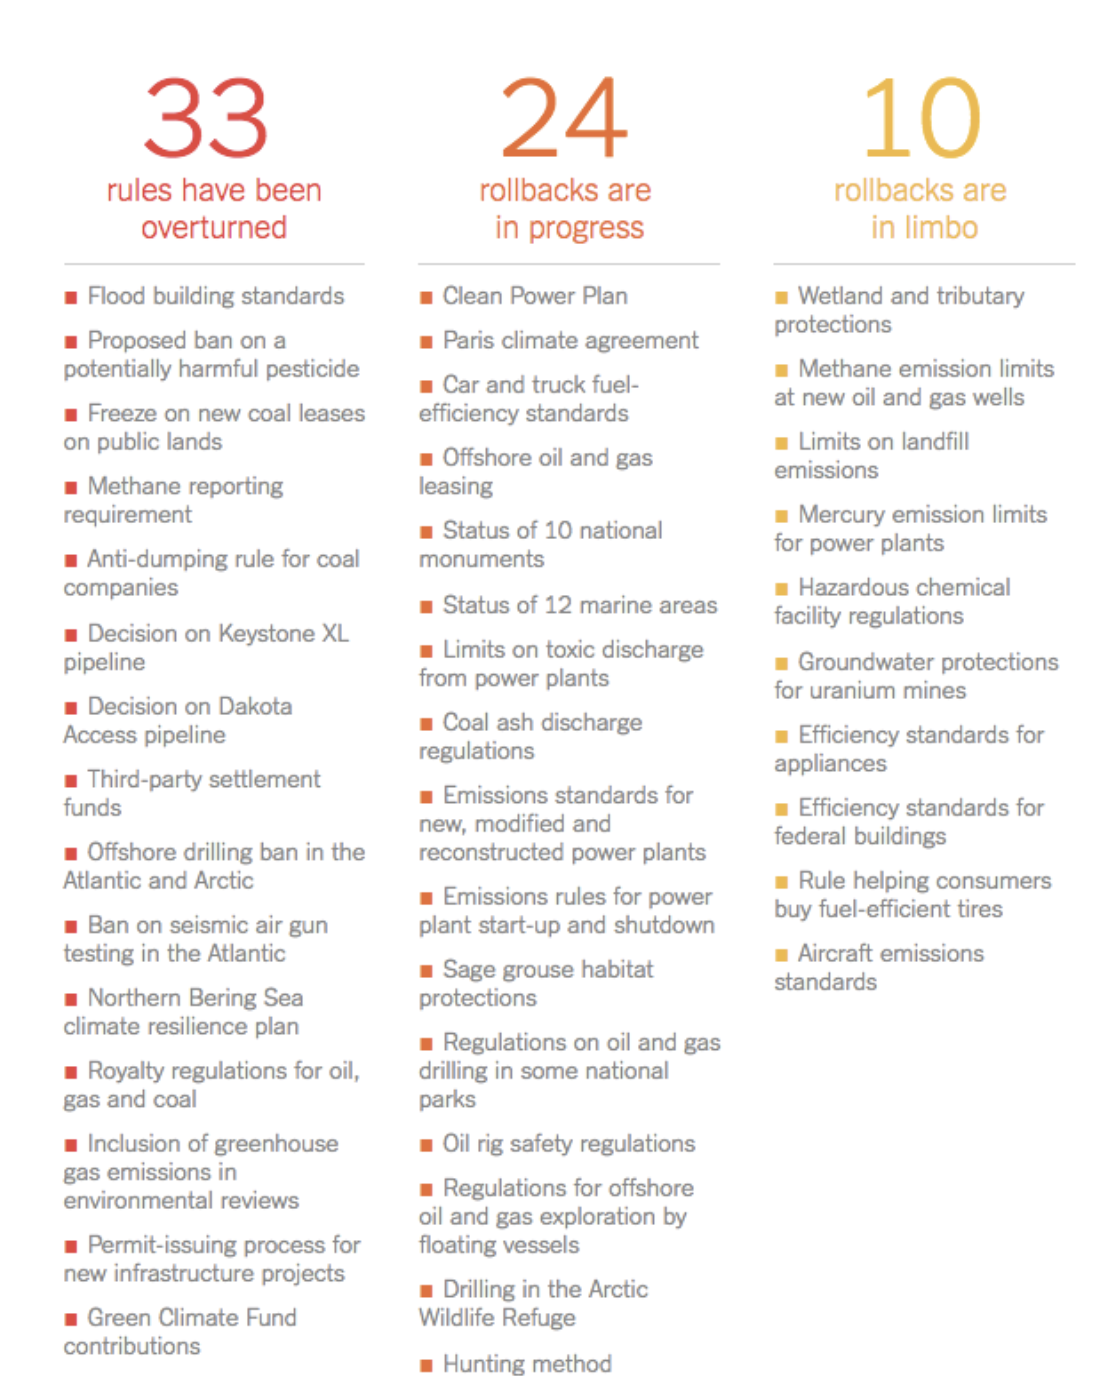 33
rules have been
overturned
■ Flood building standards
■ Proposed ban on a
potentially harmful pesticide
■ Freeze on new coal leases
on public lands
■ Methane reporting
requirement
■ Anti-dumping rule for coal
companies
■ Decision on Keystone XL
pipeline
■ Decision on Dakota
Access pipeline
■ Third-party settlement
funds
■ Offshore drilling ban in the
Atlantic and Arctic
■ Ban on seismic air gun
testing in the Atlantic
■ Northern Bering Sea
climate resilience plan
■ Royalty regulations for oil,
gas and coal
■ Inclusion of greenhouse
gas emissions in
environmental reviews
■ Permit-issuing process for
new infrastructure projects
■ Green Climate Fund
contributions
24
rollbacks are
in progress
■ Clean Power Plan
■ Paris climate agreement
■ Car and truck fuel-
efficiency standards
■ Offshore oil and gas
leasing
■ Status of 10 national
monuments
■ Status of 12 marine areas
■ Limits on toxic discharge
from power plants
■ Coal ash discharge
regulations
■ Emissions standards for
new, modified and
reconstructed power plants
■ Emissions rules for power
plant start-up and shutdown
■ Sage grouse habitat
protections
■ Regulations on oil and gas
drilling in some national
parks
■ Oil rig safety regulations
■ Regulations for offshore
oil and gas exploration by
floating vessels
■ Drilling in the Arctic
Wildlife Refuge
■ Hunting method
10
rollbacks are
in limbo
■ Wetland and tributary
protections
■ Methane emission limits
at new oil and gas wells
■ Limits on landfill
emissions
■ Mercury emission limits
for power plants
■ Hazardous chemical
facility regulations
■ Groundwater protections
for uranium mines
■ Efficiency standards for
appliances
■ Efficiency standards for
federal buildings
■ Rule helping consumers
buy fuel-efficient tires
■ Aircraft emissions
standards